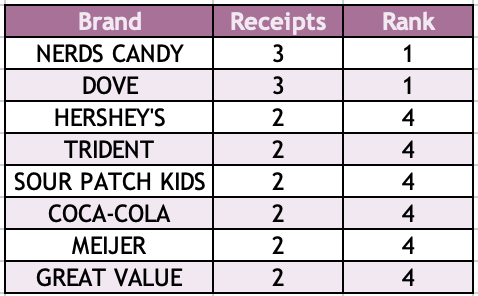 Brand Receipts Rank
NERDS CANDY 3 1
DOVE 3 1
HERSHEY'S 2 4
TRIDENT 2 4
SOUR PATCH KIDS 2 4
COCA-COLA 2 4
MEIJER 2 4
GREAT VALUE 2 4